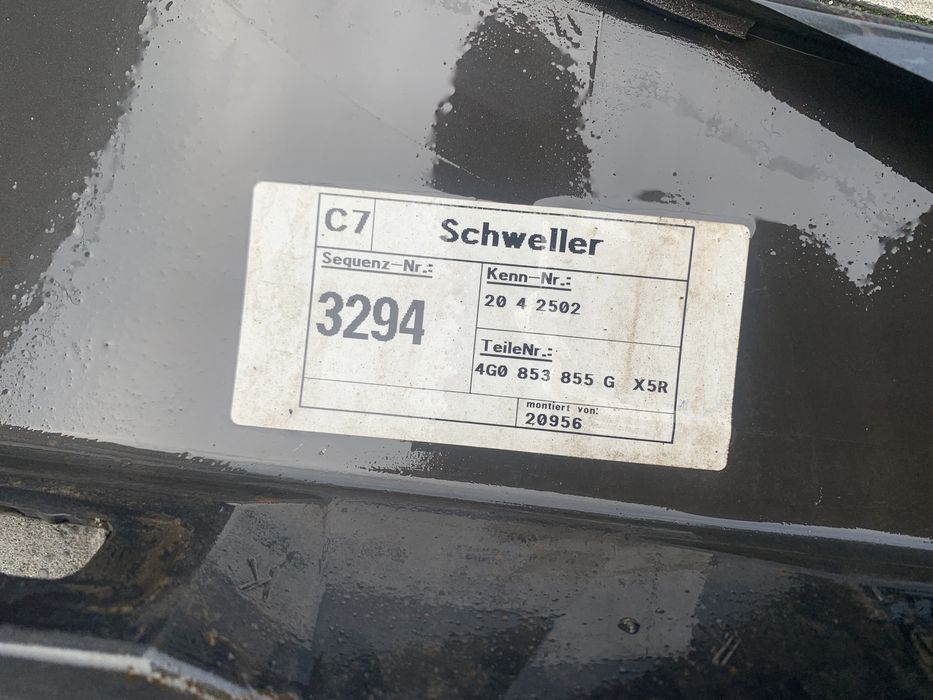 C7 Schweller
Sequenz-Nr.:
3294
Kenn-Nr.:
20 4 2502
TeileNr.:
4G0 853 855 G X5R
montiert von:
20956